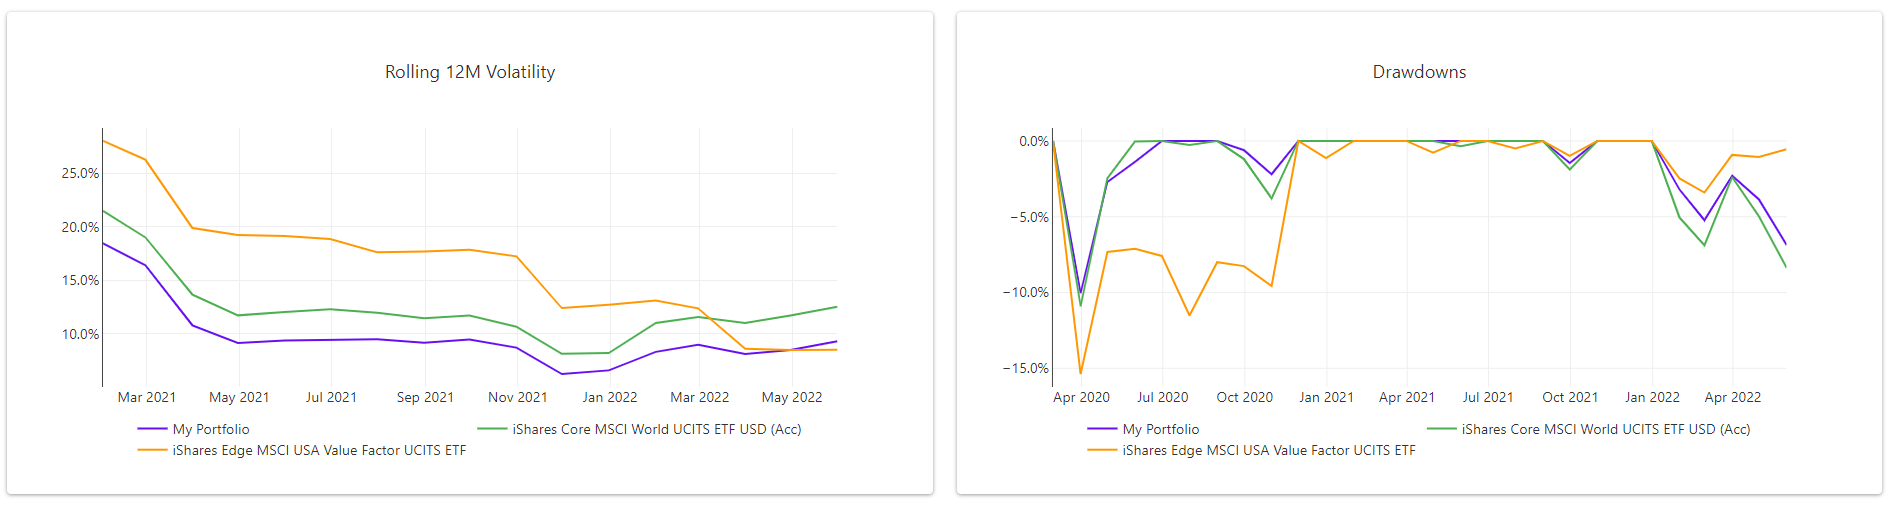 Rolling 12M Volatility
25.0%
20.0%
15.0%
10.0%
Mar 2021 May 2021 Jul 2021 Sep 2021 Nov 2021 Jan 2022 Mar 2022 May 2022
My Portfolio iShares Core MSCI World UCITS ETF USD (Acc)
iShares Edge MSCI USA Value Factor UCITS ETF
Drawdowns
0.0%
−5.0%
−10.0%
−15.0%
Apr 2020 Jul 2020 Oct 2020 Jan 2021 Apr 2021 Jul 2021 Oct 2021 Jan 2022 Apr 2022
My Portfolio iShares Core MSCI World UCITS ETF USD (Acc)
iShares Edge MSCI USA Value Factor UCITS ETF